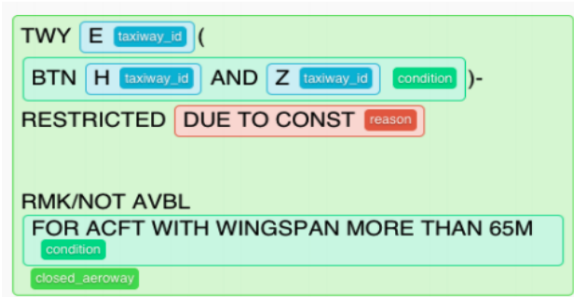 TWY E taxiway_id (
BTN H taxiway_id AND Z taxiway_id condition )-
RESTRICTED DUE TO CONST reason
RMK/NOT AVBL
FOR ACFT WITH WINGSPAN MORE THAN 65M
condition
closed_aeroway